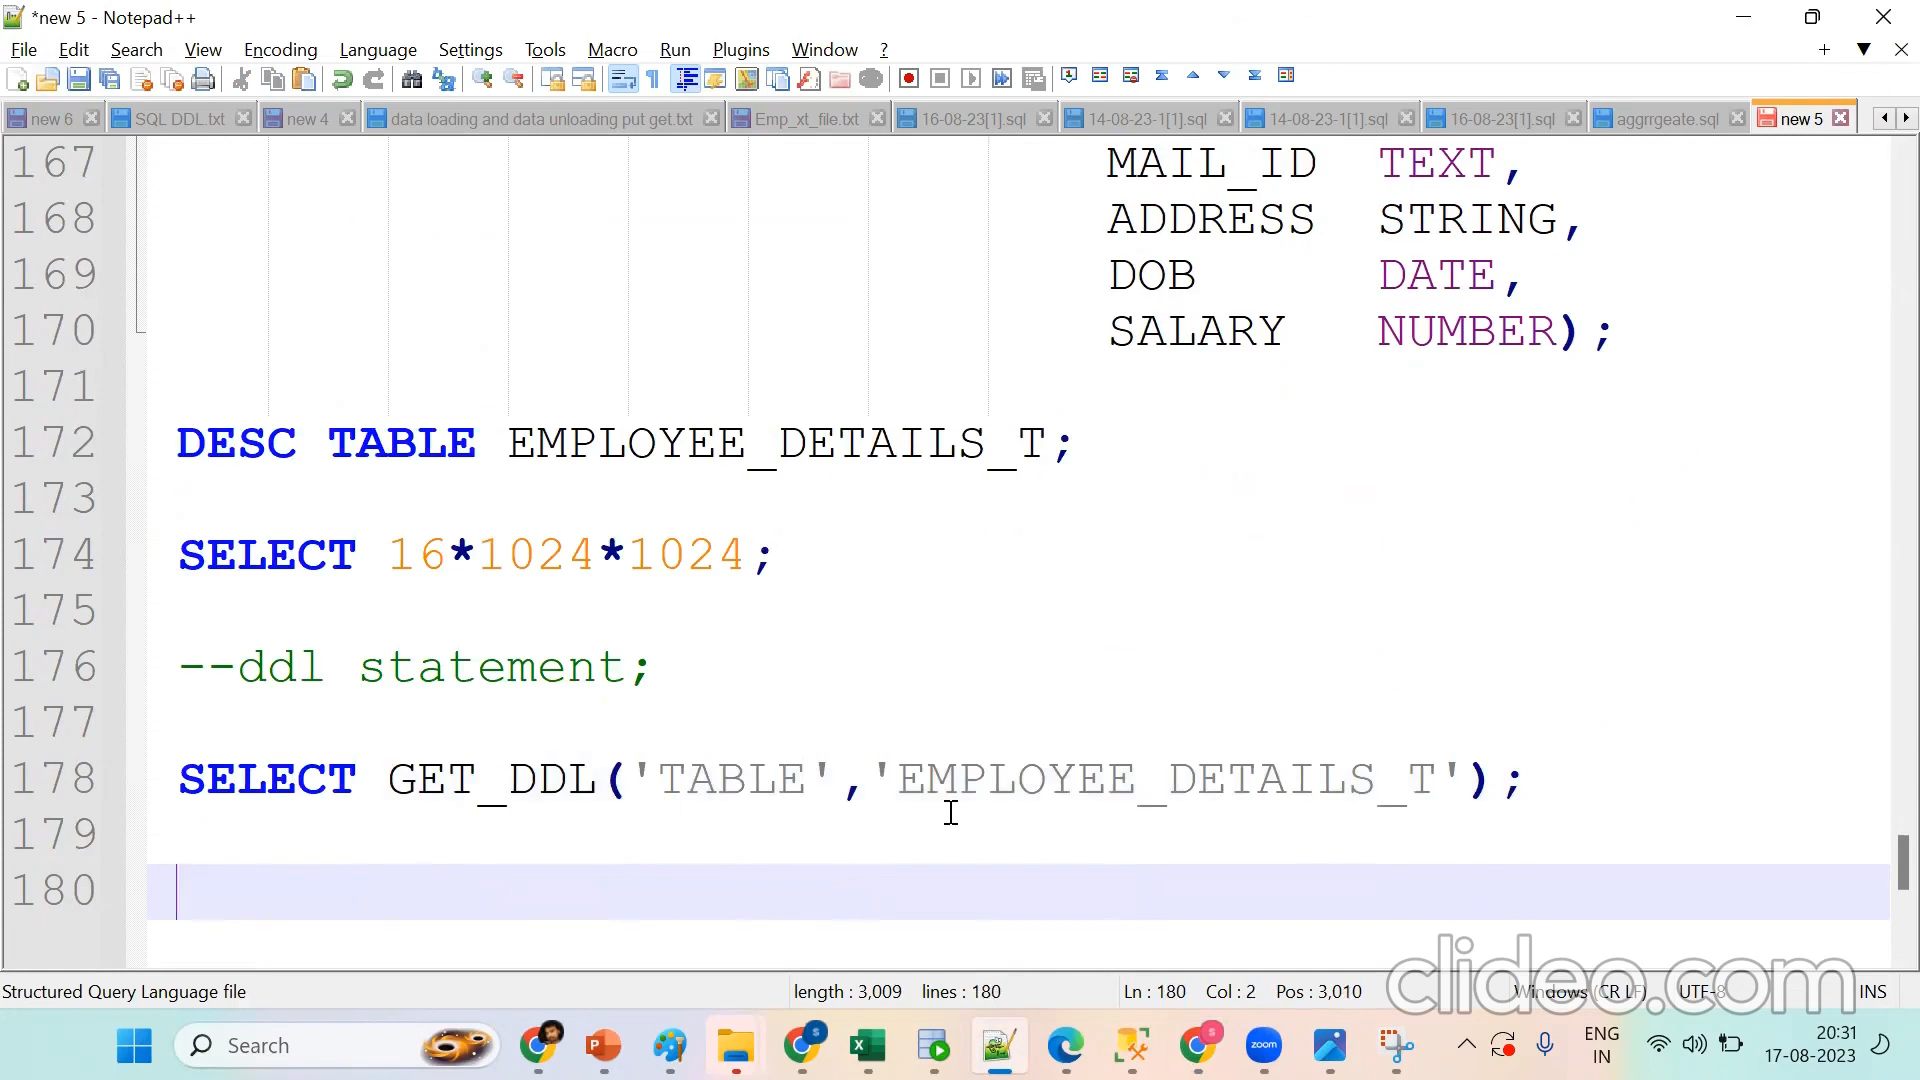 *new 5 - Notepad++
File Edit Search View Encoding Language Settings Tools Macro Run Plugins Window ?
new 6 SQL DDL.txt new 4 data loading and data unloading put get.txt Emp_xt_file.txt 16-08-23[1].sql 14-08-23-1[1].sql 14-08-23-1[1].sql 16-08-23[1].sql aggrrgeate.sql new 5
167 MAIL_ID TEXT,
168 ADDRESS STRING,
169 DOB DATE,
170 SALARY NUMBER);
171
172 DESC TABLE EMPLOYEE_DETAILS_T;
173
174 SELECT 16*1024*1024;
175
176 --ddl statement;
177
178 SELECT GET_DDL('TABLE','EMPLOYEE_DETAILS_T');
179
180
clideo.com
Structured Query Language file length : 3,009 lines : 180 Ln : 180 Col : 2 Pos : 3,010 Windows (CR LF) UTF-8 INS
Search zoom ENG 20:31
IN 17-08-2023